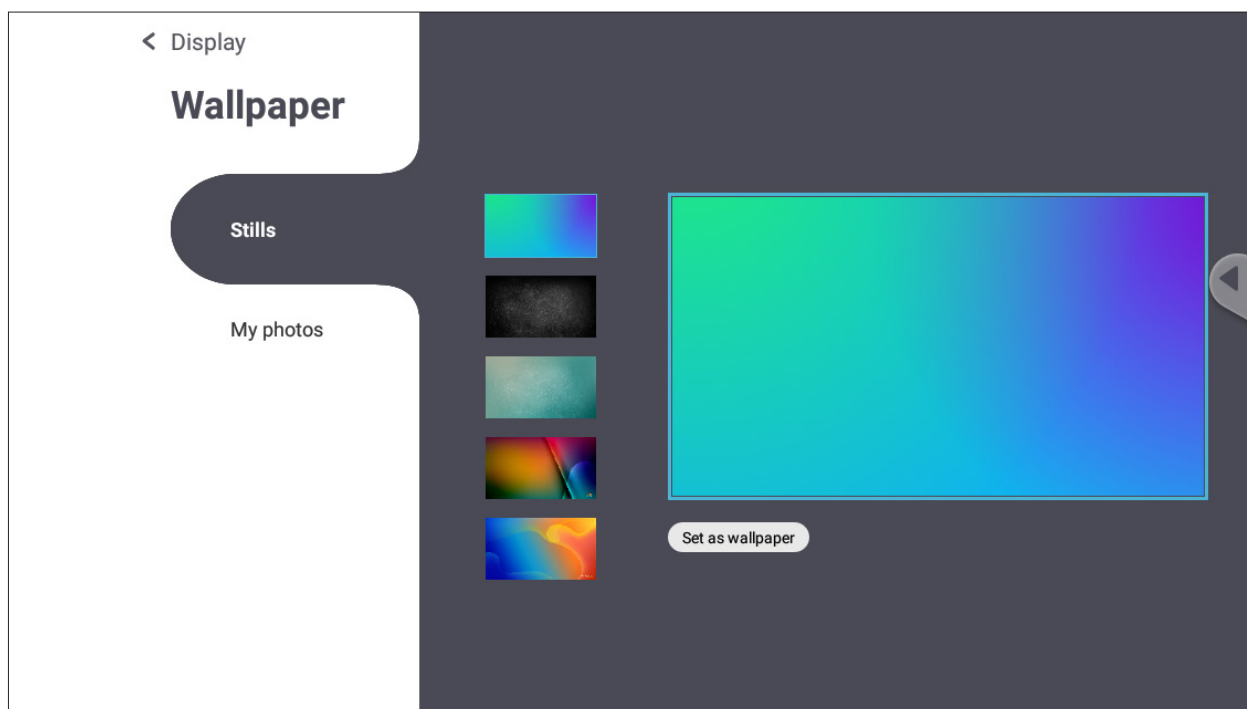 Display
Wallpaper
Stills
My photos
Set as wallpaper